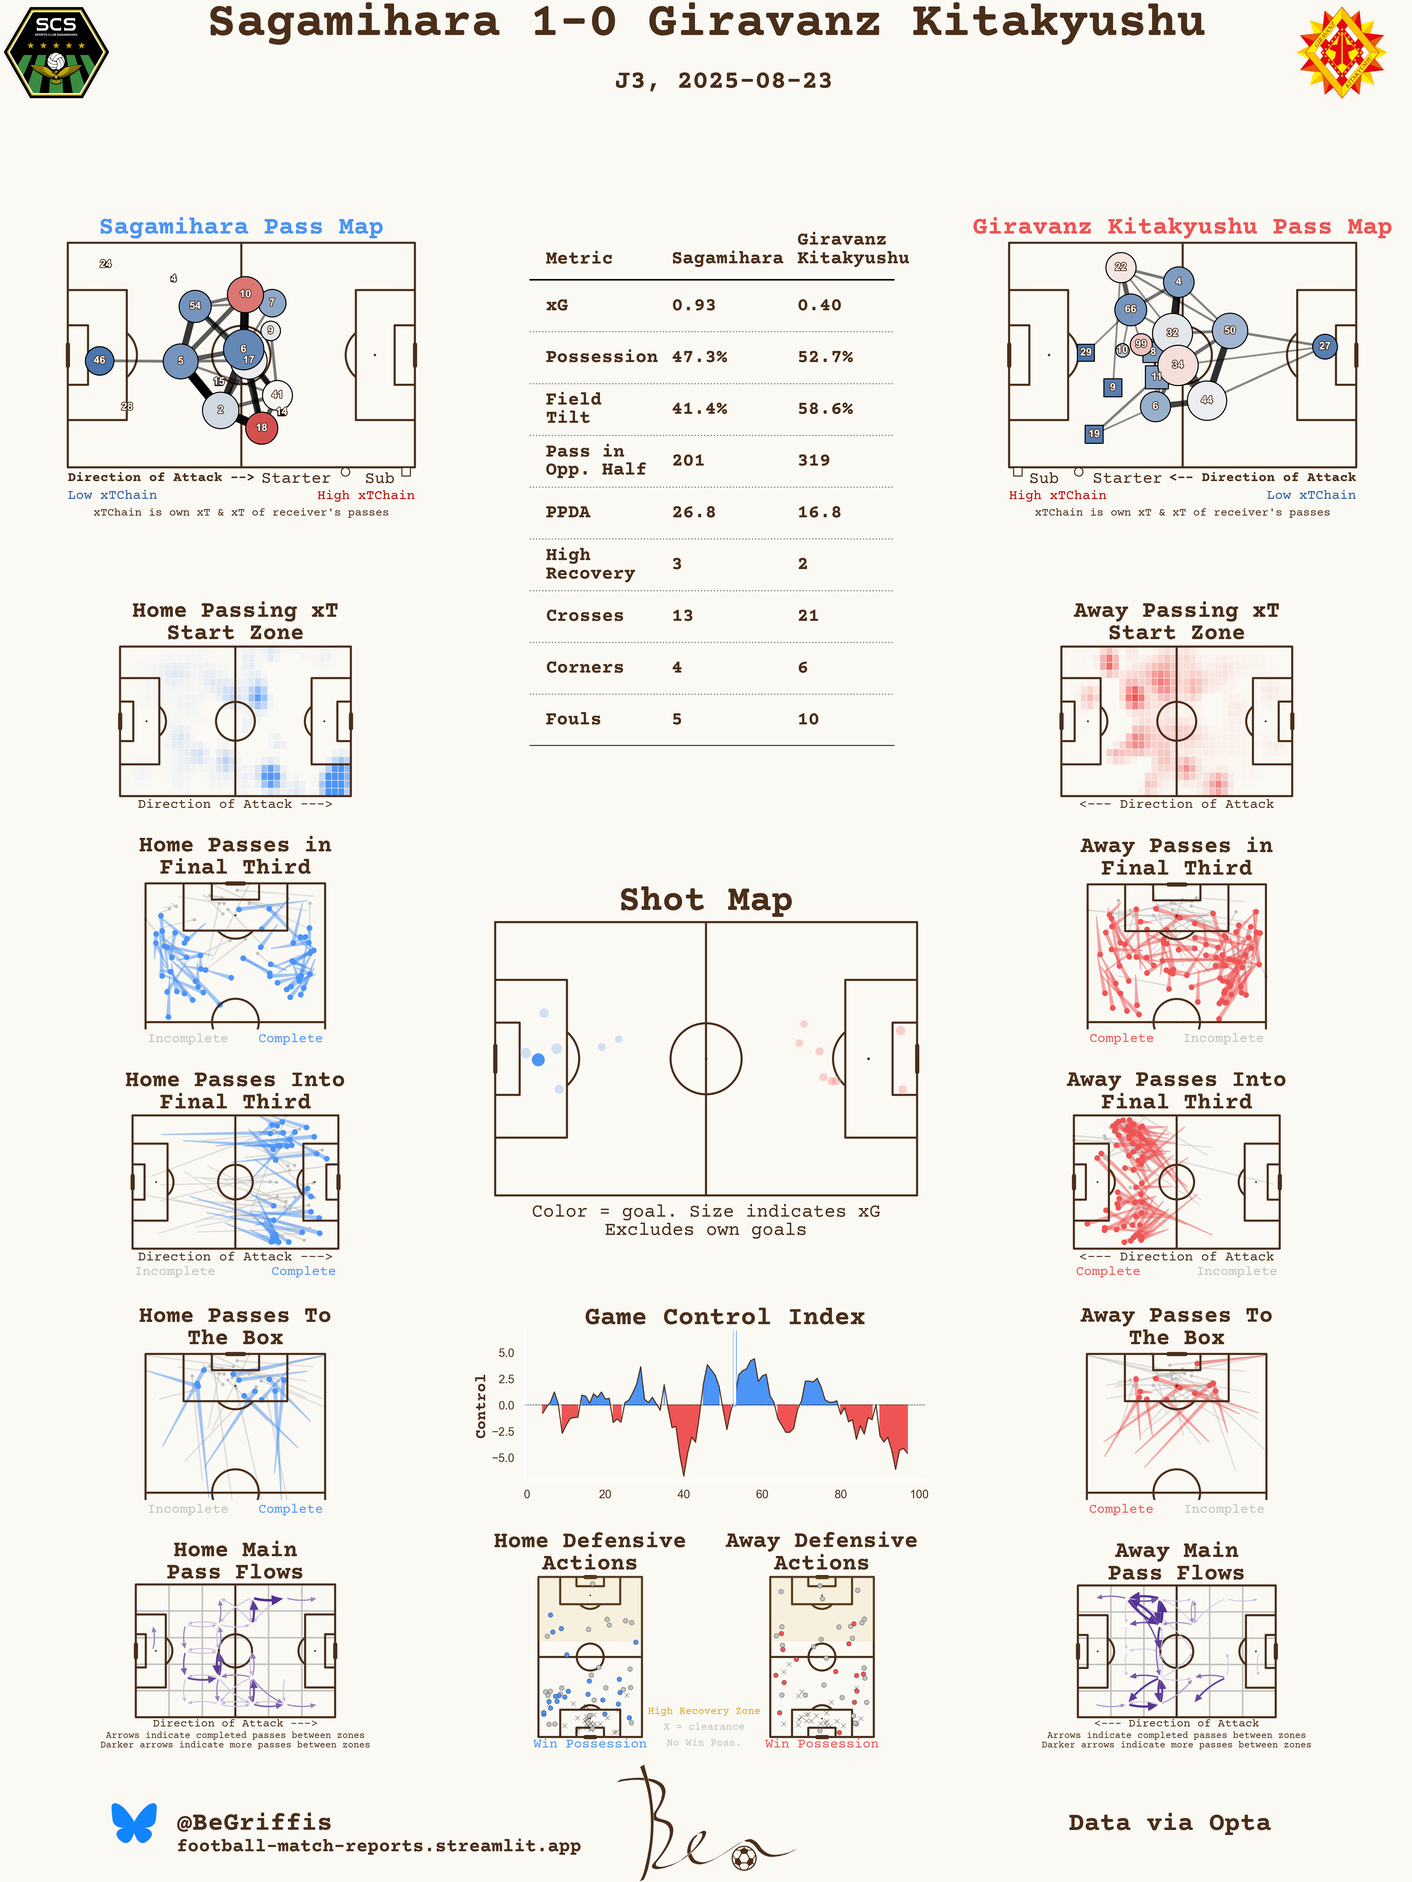 Sagamihara 1-0 Giravanz Kitakyushu
J3, 2025-08-23
SCS
SPORTS CLUB SAGAMIHARA
GIRAVANZ
KITAKYUSHU
Sagamihara Pass Map
24
4
54
10
7
9
46
5
6
17
15
28
2
41
14
18
Direction of Attack -->
Starter
Sub
Low xTChain
High xTChain
xTChain is own xT & xT of receiver's passes
Metric Sagamihara Giravanz Kitakyushu
xG 0.93 0.40
Possession 47.3% 52.7%
Field Tilt 41.4% 58.6%
Pass in Opp. Half 201 319
PPDA 26.8 16.8
High Recovery 3 2
Crosses 13 21
Corners 4 6
Fouls 5 10
Giravanz Kitakyushu Pass Map
22
4
66
32
50
29
10
99
8
34
27
9
11
6
44
19
Sub
Starter
<-- Direction of Attack
High xTChain
Low xTChain
xTChain is own xT & xT of receiver's passes
Home Passing xT
Start Zone
Direction of Attack --->
Away Passing xT
Start Zone
<--- Direction of Attack
Home Passes in
Final Third
Incomplete
Complete
Away Passes in
Final Third
Complete
Incomplete
Shot Map
Color = goal. Size indicates xG
Excludes own goals
Home Passes Into
Final Third
Direction of Attack --->
Incomplete
Complete
Away Passes Into
Final Third
<--- Direction of Attack
Complete
Incomplete
Home Passes To
The Box
Incomplete
Complete
Game Control Index
Control
5.0
2.5
0.0
−2.5
−5.0
0 20 40 60 80 100
Away Passes To
The Box
Complete
Incomplete
Home Main
Pass Flows
Direction of Attack --->
Arrows indicate completed passes between zones
Darker arrows indicate more passes between zones
Home Defensive
Actions
Win Possession
High Recovery Zone
X = clearance
No Win Poss.
Away Defensive
Actions
Win Possession
Away Main
Pass Flows
<--- Direction of Attack
Arrows indicate completed passes between zones
Darker arrows indicate more passes between zones
@BeGriffis
football-match-reports.streamlit.app
Ben
Data via Opta